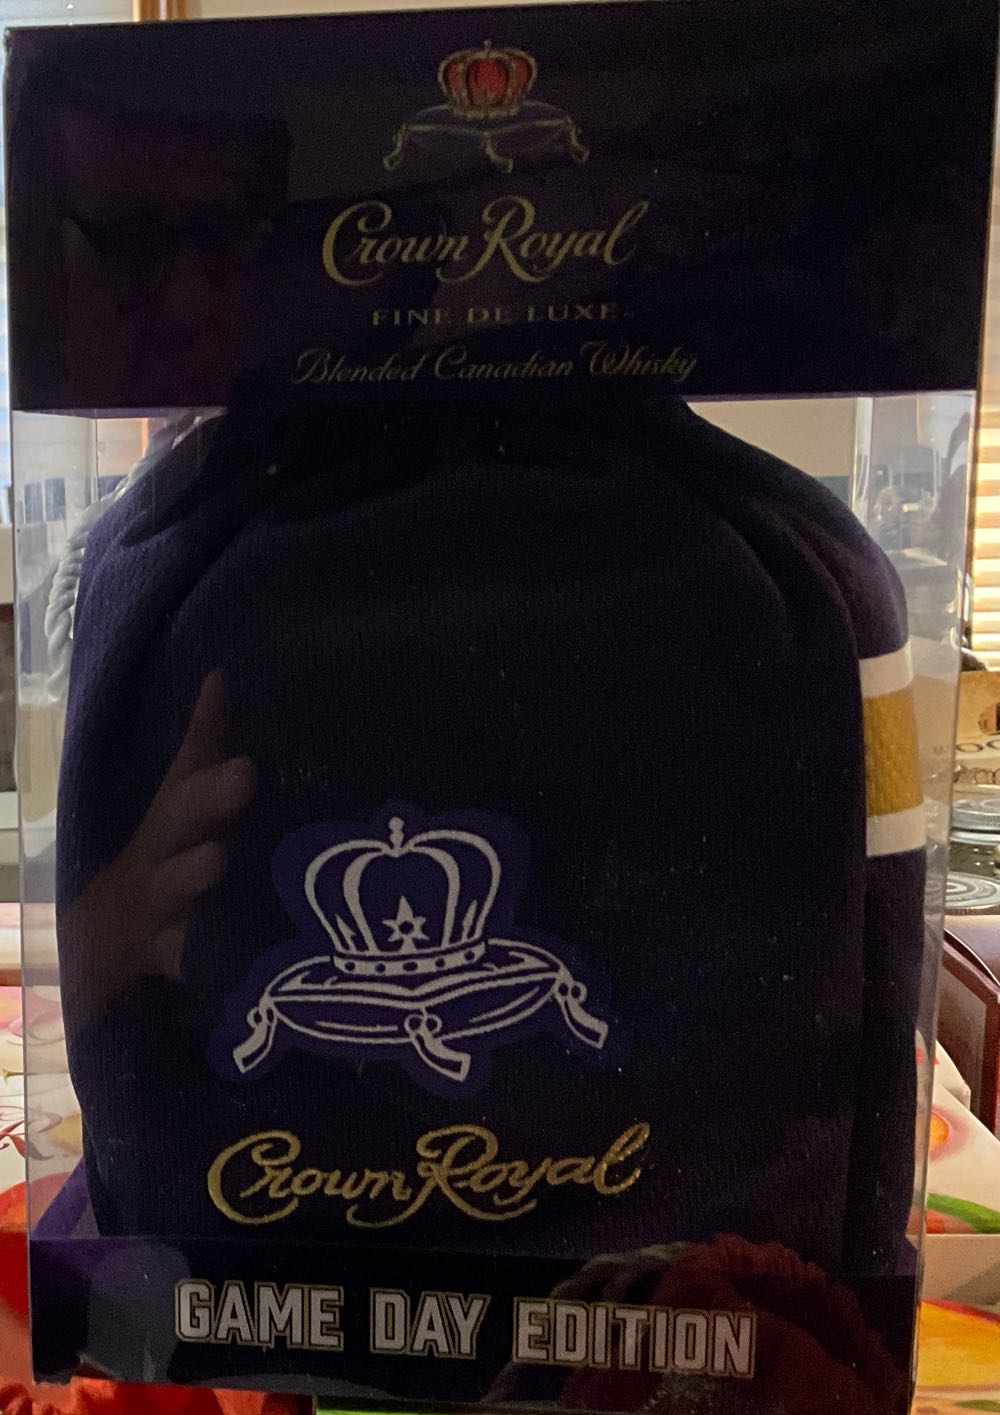 Crown Royal
FINE DE LUXE
Blended Canadian Whisky
Crown Royal
GAME DAY EDITION